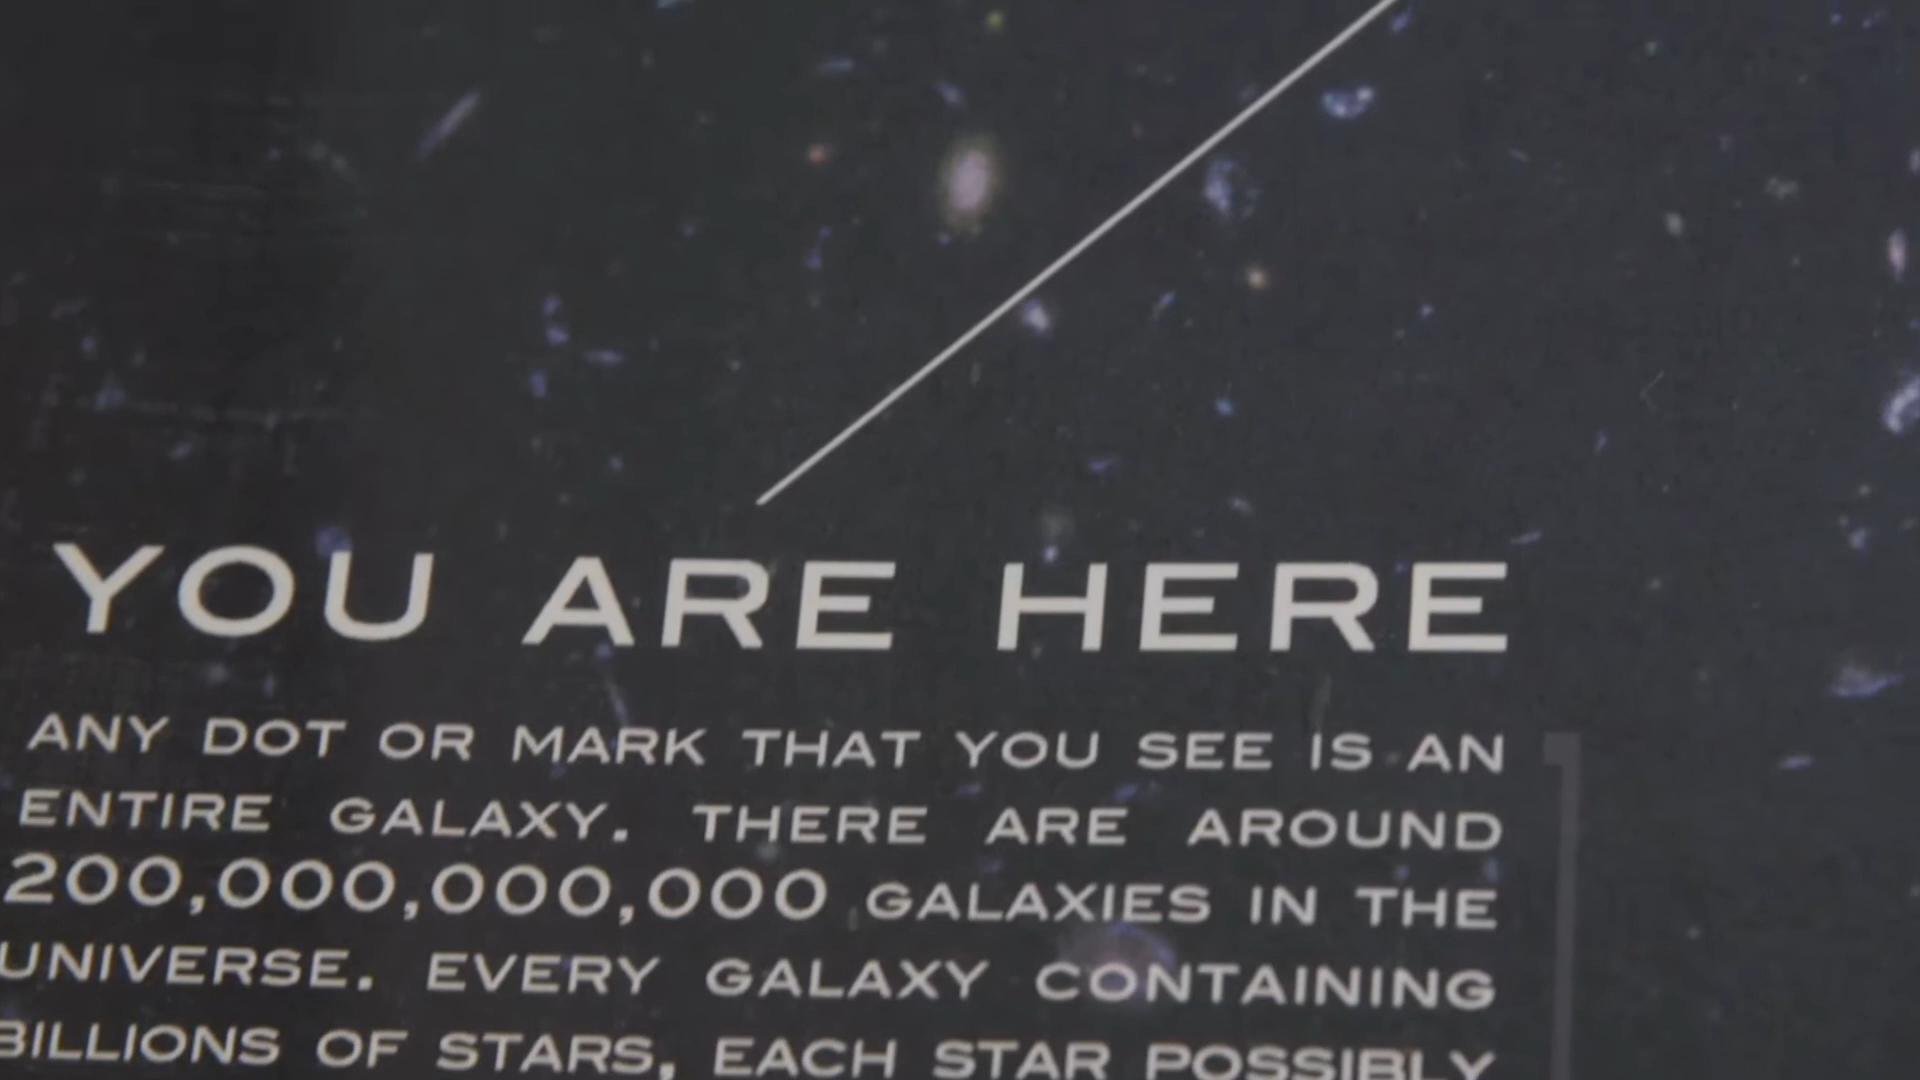 YOU ARE HERE
ANY DOT OR MARK THAT YOU SEE IS AN
ENTIRE GALAXY. THERE ARE AROUND
200,000,000,000 GALAXIES IN THE
UNIVERSE. EVERY GALAXY CONTAINING
BILLIONS OF STARS, EACH STAR POSSIBLY